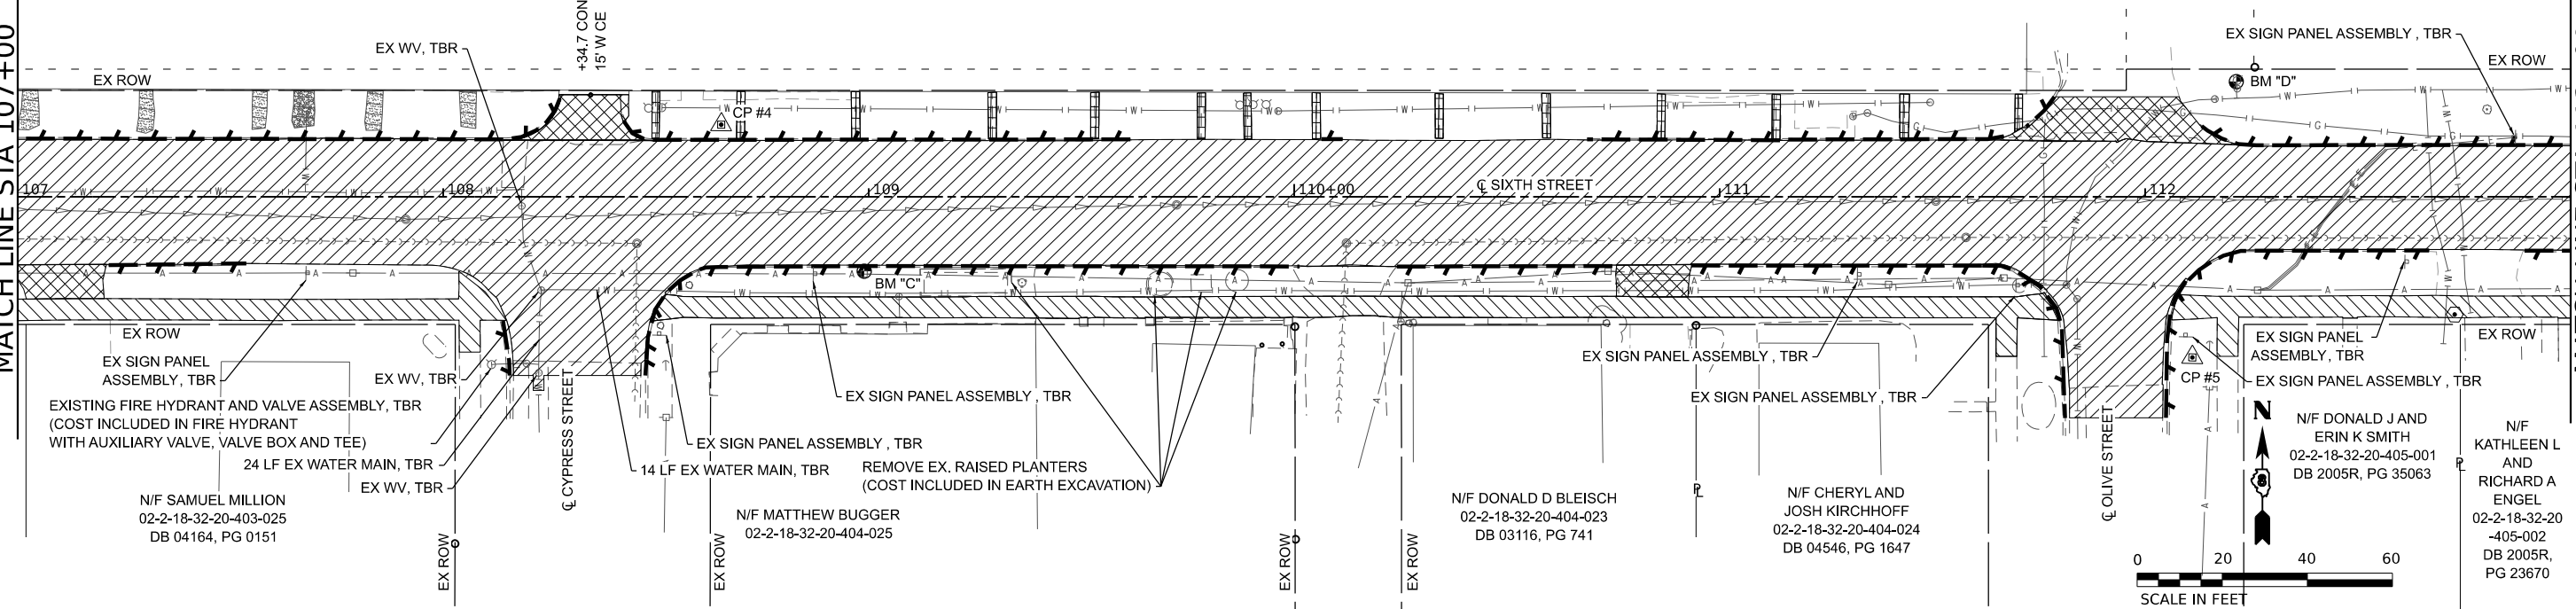 MATCH LINE STA 107+00
EX WV, TBR
+34.7 CON
15' W CE
EX SIGN PANEL ASSEMBLY , TBR
EX ROW
EX ROW
BM "D"
CP #4
107
108
109
110+00
℄ SIXTH STREET
111
112
BM "C"
EX ROW
EX SIGN PANEL
ASSEMBLY, TBR
EX WV, TBR
EXISTING FIRE HYDRANT AND VALVE ASSEMBLY, TBR
(COST INCLUDED IN FIRE HYDRANT
WITH AUXILIARY VALVE, VALVE BOX AND TEE)
24 LF EX WATER MAIN, TBR
EX WV, TBR
N/F SAMUEL MILLION
02-2-18-32-20-403-025
DB 04164, PG 0151
EX ROW
℄ CYPRESS STREET
EX SIGN PANEL ASSEMBLY , TBR
EX SIGN PANEL ASSEMBLY , TBR
14 LF EX WATER MAIN, TBR
REMOVE EX. RAISED PLANTERS
(COST INCLUDED IN EARTH EXCAVATION)
N/F MATTHEW BUGGER
02-2-18-32-20-404-025
EX ROW
EX ROW
EX ROW
EX SIGN PANEL ASSEMBLY , TBR
EX SIGN PANEL ASSEMBLY , TBR
N/F DONALD D BLEISCH
02-2-18-32-20-404-023
DB 03116, PG 741
PL
N/F CHERYL AND
JOSH KIRCHHOFF
02-2-18-32-20-404-024
DB 04546, PG 1647
℄ OLIVE STREET
CP #5
EX SIGN PANEL
ASSEMBLY, TBR
EX ROW
EX SIGN PANEL ASSEMBLY , TBR
N
N/F DONALD J AND
ERIN K SMITH
02-2-18-32-20-405-001
DB 2005R, PG 35063
PL
N/F
KATHLEEN L
AND
RICHARD A
ENGEL
02-2-18-32-20
-405-002
DB 2005R,
PG 23670
0 20 40 60
SCALE IN FEET